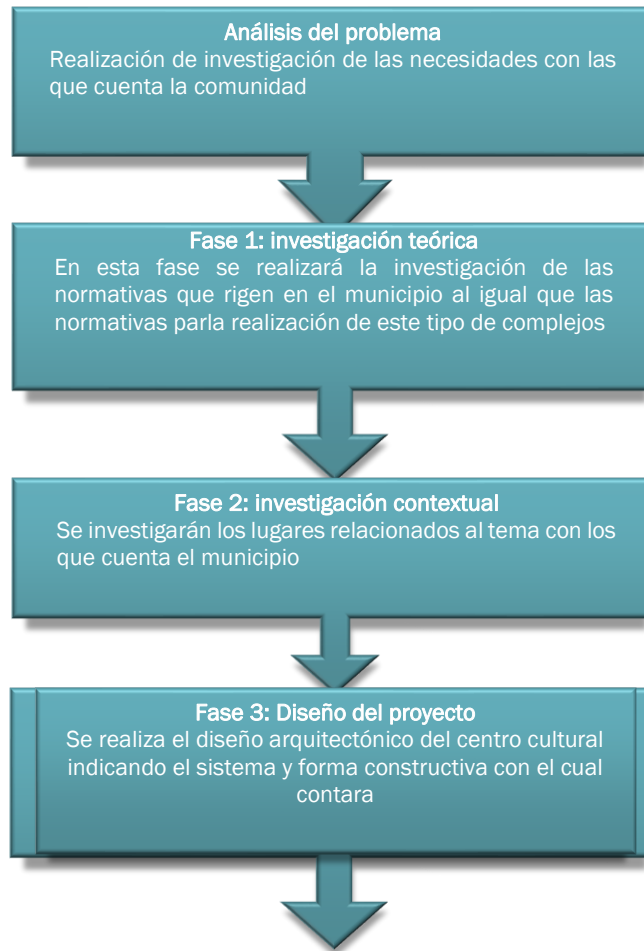 Análisis del problema
Realización de investigación de las necesidades con las
que cuenta la comunidad
Fase 1: investigación teórica
En esta fase se realizará la investigación de las
normativas que rigen en el municipio al igual que las
normativas parla realización de este tipo de complejos
Fase 2: investigación contextual
Se investigarán los lugares relacionados al tema con los
que cuenta el municipio
Fase 3: Diseño del proyecto
Se realiza el diseño arquitectónico del centro cultural
indicando el sistema y forma constructiva con el cual
contara